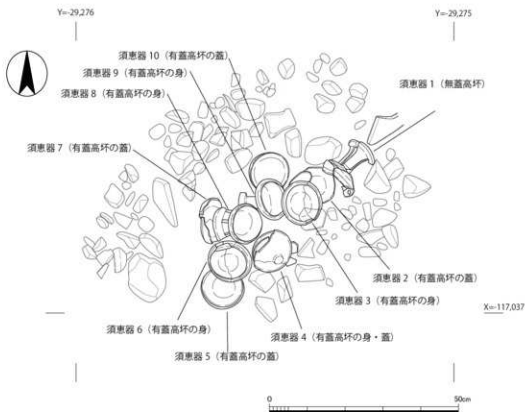 Y=-29,276
Y=-29,275
須恵器 10（有蓋高坏の蓋）
須恵器 9（有蓋高坏の身）
須恵器 8（有蓋高坏の身）
須恵器 1（無蓋高坏）
須恵器 7（有蓋高坏の蓋）
須恵器 2（有蓋高坏の蓋）
須恵器 3（有蓋高坏の身）
X=-117,037
須恵器 6（有蓋高坏の身）
須恵器 4（有蓋高坏の身・蓋）
須恵器 5（有蓋高坏の蓋）
0
50cm